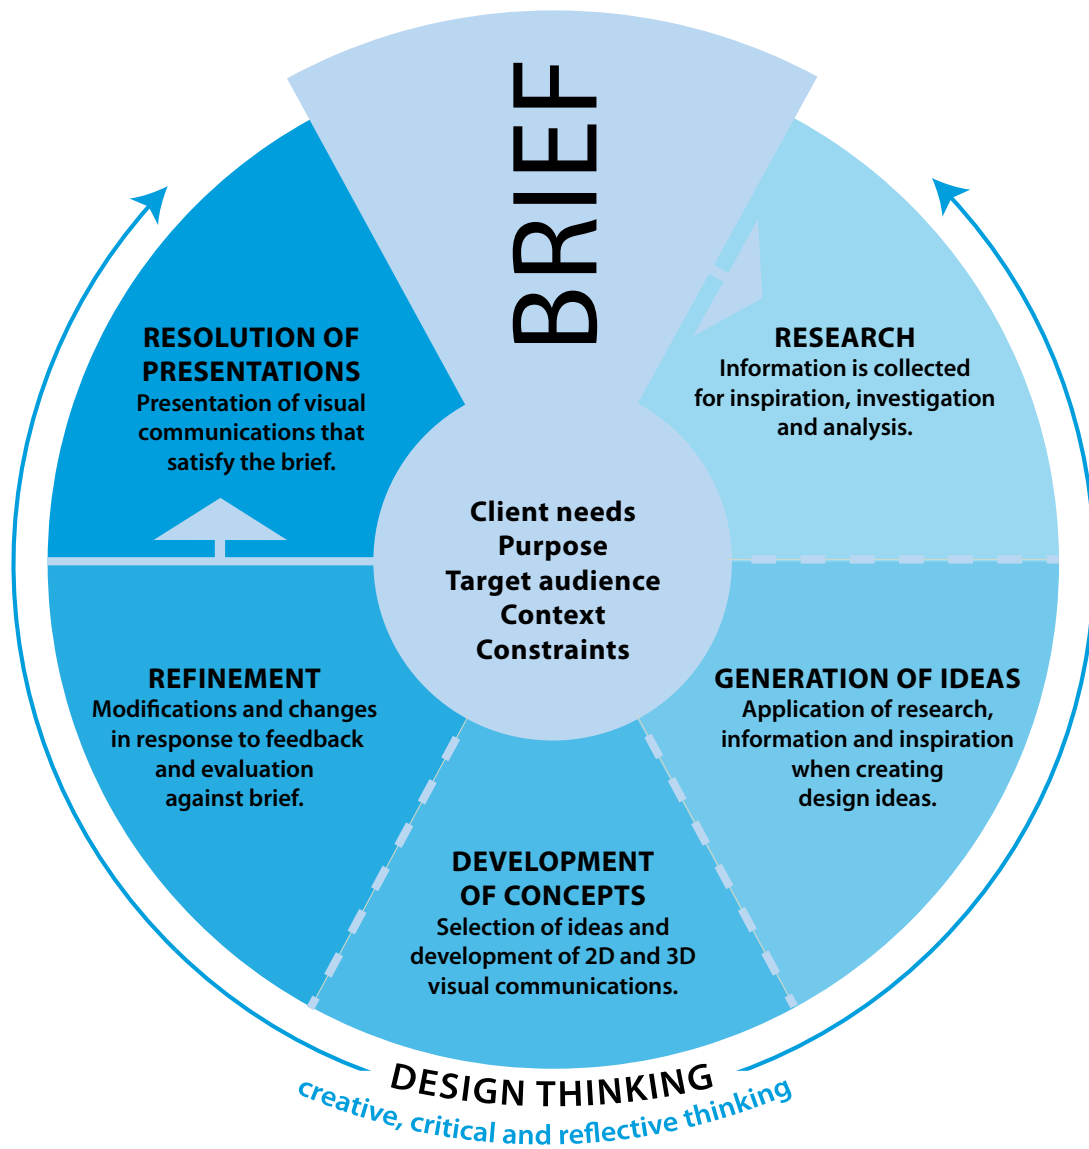 BRIEF
RESEARCH
Information is collected
for inspiration, investigation
and analysis.
GENERATION OF IDEAS
Application of research,
information and inspiration
when creating
design ideas.
DEVELOPMENT
OF CONCEPTS
Selection of ideas and
development of 2D and 3D
visual communications.
REFINEMENT
Modifications and changes
in response to feedback
and evaluation
against brief.
RESOLUTION OF
PRESENTATIONS
Presentation of visual
communications that
satisfy the brief.
Client needs
Purpose
Target audience
Context
Constraints
DESIGN THINKING
creative, critical and reflective thinking